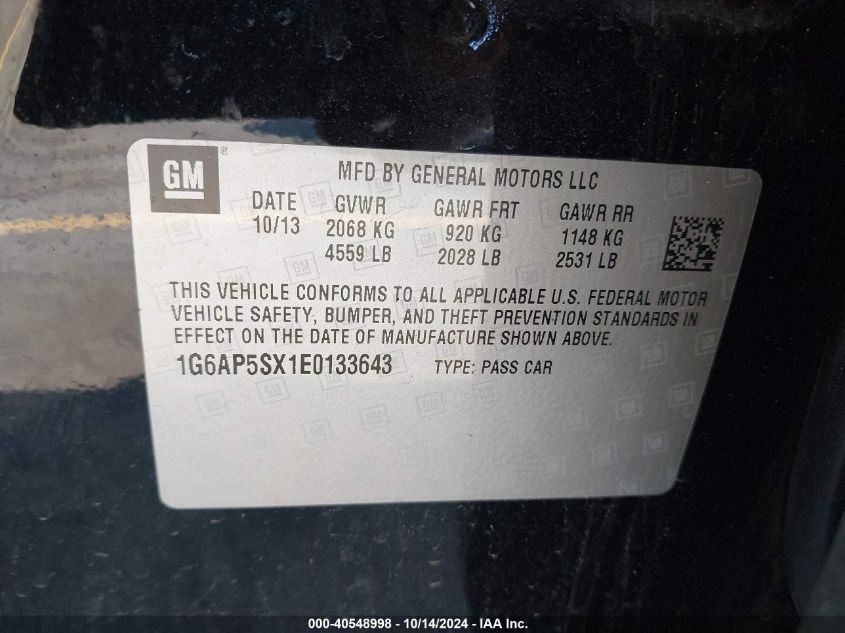 GM
MFD BY GENERAL MOTORS LLC
DATE GVWR GAWR FRT GAWR RR
10/13 2068 KG 920 KG 1148 KG
4559 LB 2028 LB 2531 LB
THIS VEHICLE CONFORMS TO ALL APPLICABLE U.S. FEDERAL MOTOR
VEHICLE SAFETY, BUMPER, AND THEFT PREVENTION STANDARDS IN
EFFECT ON THE DATE OF MANUFACTURE SHOWN ABOVE.
1G6AP5SX1E0133643 TYPE: PASS CAR
000-40548998 - 10/14/2024 - IAA Inc.